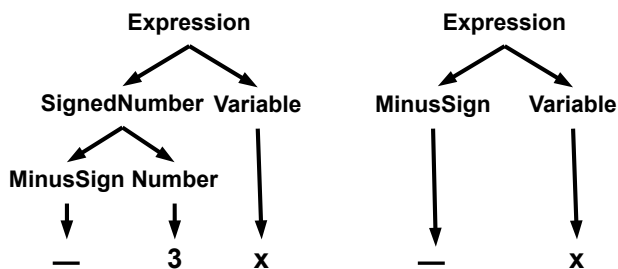 Expression Expression
SignedNumber Variable MinusSign Variable
MinusSign Number
— 3 x — x